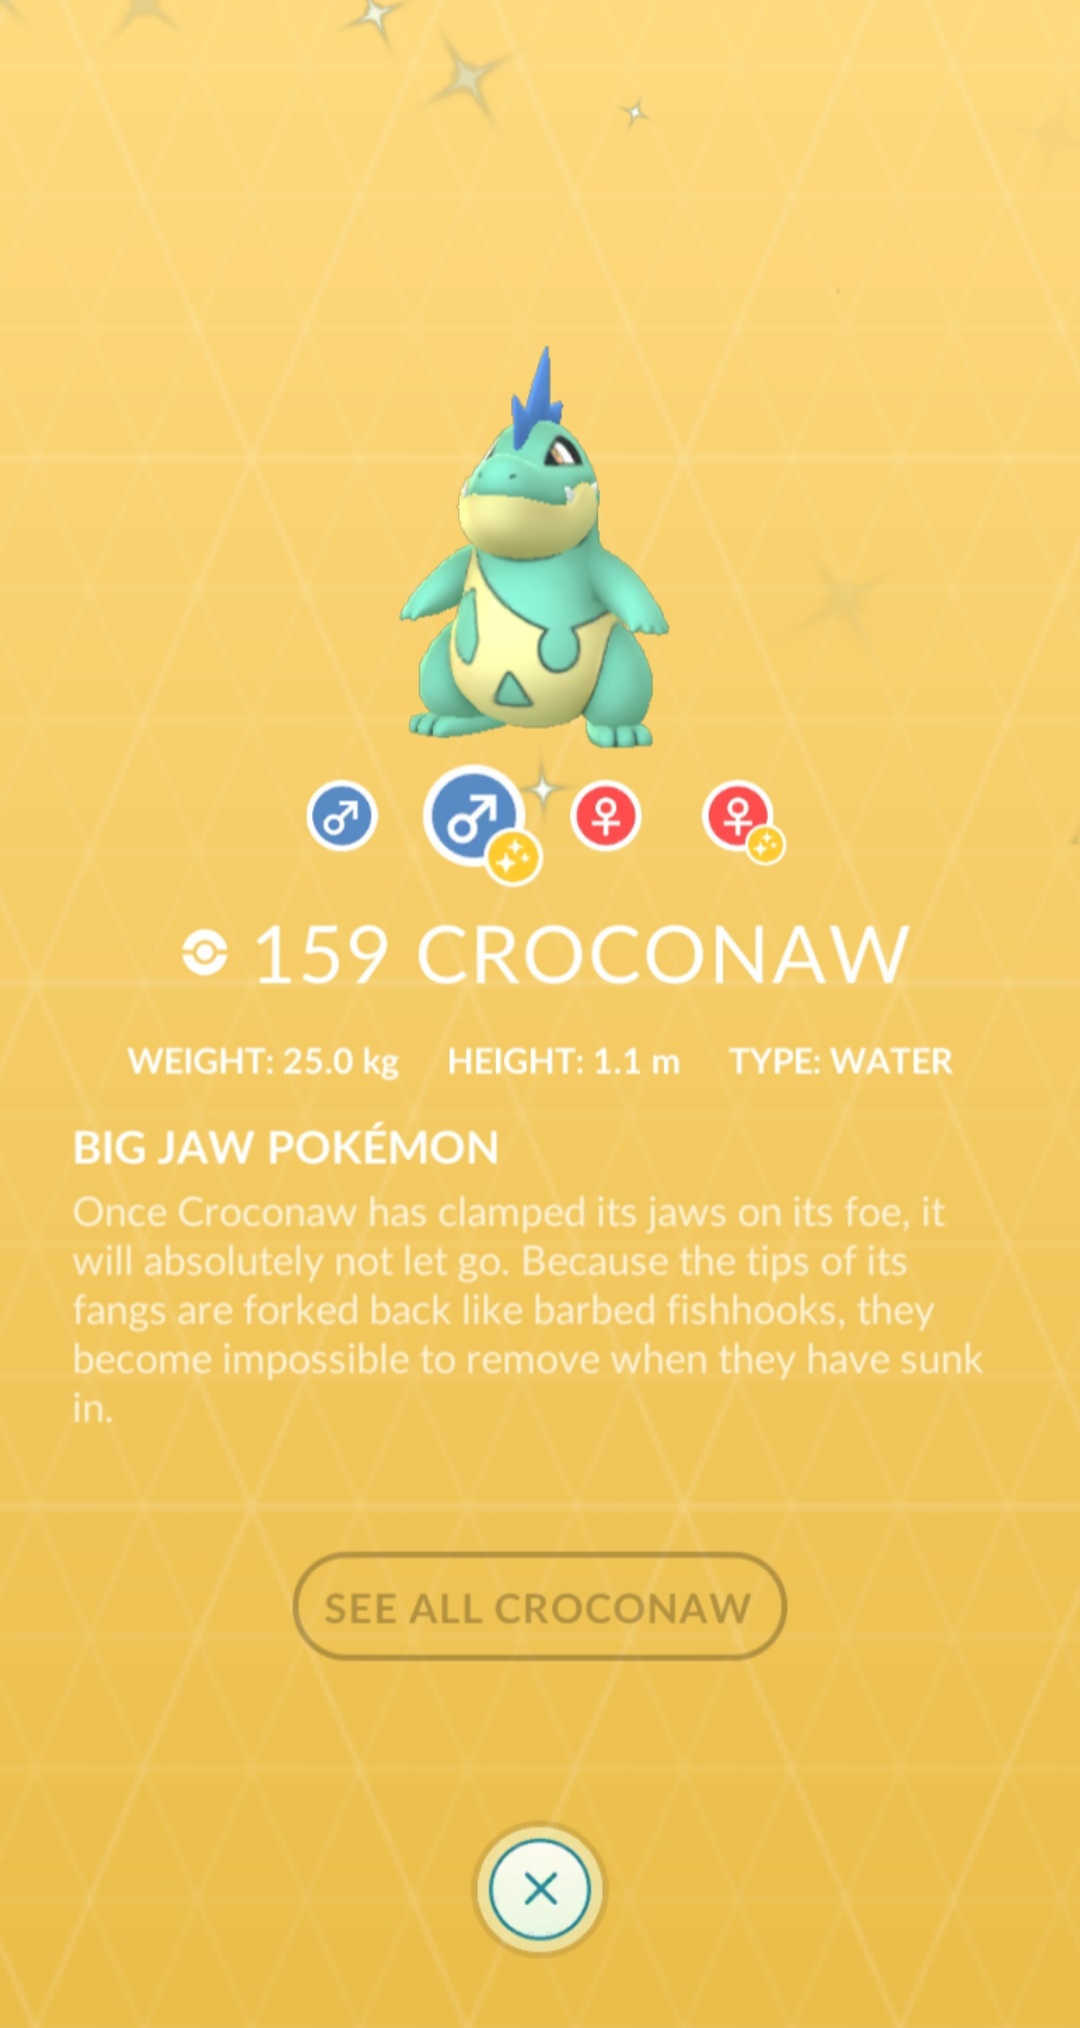 159 CROCONAW
WEIGHT: 25.0 kg HEIGHT: 1.1 m TYPE: WATER
BIG JAW POKÉMON
Once Croconaw has clamped its jaws on its foe, it
will absolutely not let go. Because the tips of its
fangs are forked back like barbed fishhooks, they
become impossible to remove when they have sunk
in.
SEE ALL CROCONAW